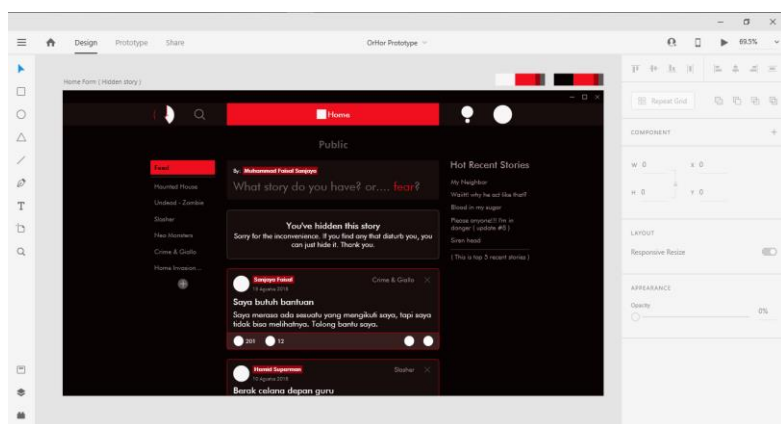 Design Prototype Share
OrHor Prototype
69.5%
Home Form ( Hidden story )
Home
Public
Feed
Haunted House
Undead - Zombie
Slasher
Neo Monsters
Crime & Giallo
Home Invasion...
By: Muhammad Faisal Sanjaya
What story do you have? or.... fear?
You've hidden this story
Sorry for the inconvenience. If you find any that disturb you, you
can just hide it. Thank you.
Sanjaya Faisal
Crime & Giallo
10 Agustus 2018
Saya butuh bantuan
Saya merasa ada sesuatu yang mengikuti saya, tapi saya
tidak bisa melihatnya. Tolong bantu saya.
201 12
Hamid Superman
Slasher
10 Agustus 2018
Berak celana depan guru
Hot Recent Stories
My Neighbor
Wait!! why he act like that?
Blood in my sugar
Please anyone!!! I'm in
danger ( update #8 )
Siren head
( This is top 5 recent stories )
Repeat Grid
COMPONENT
W 0 X 0
H 0 Y 0
LAYOUT
Responsive Resize
APPEARANCE
Opacity
0%